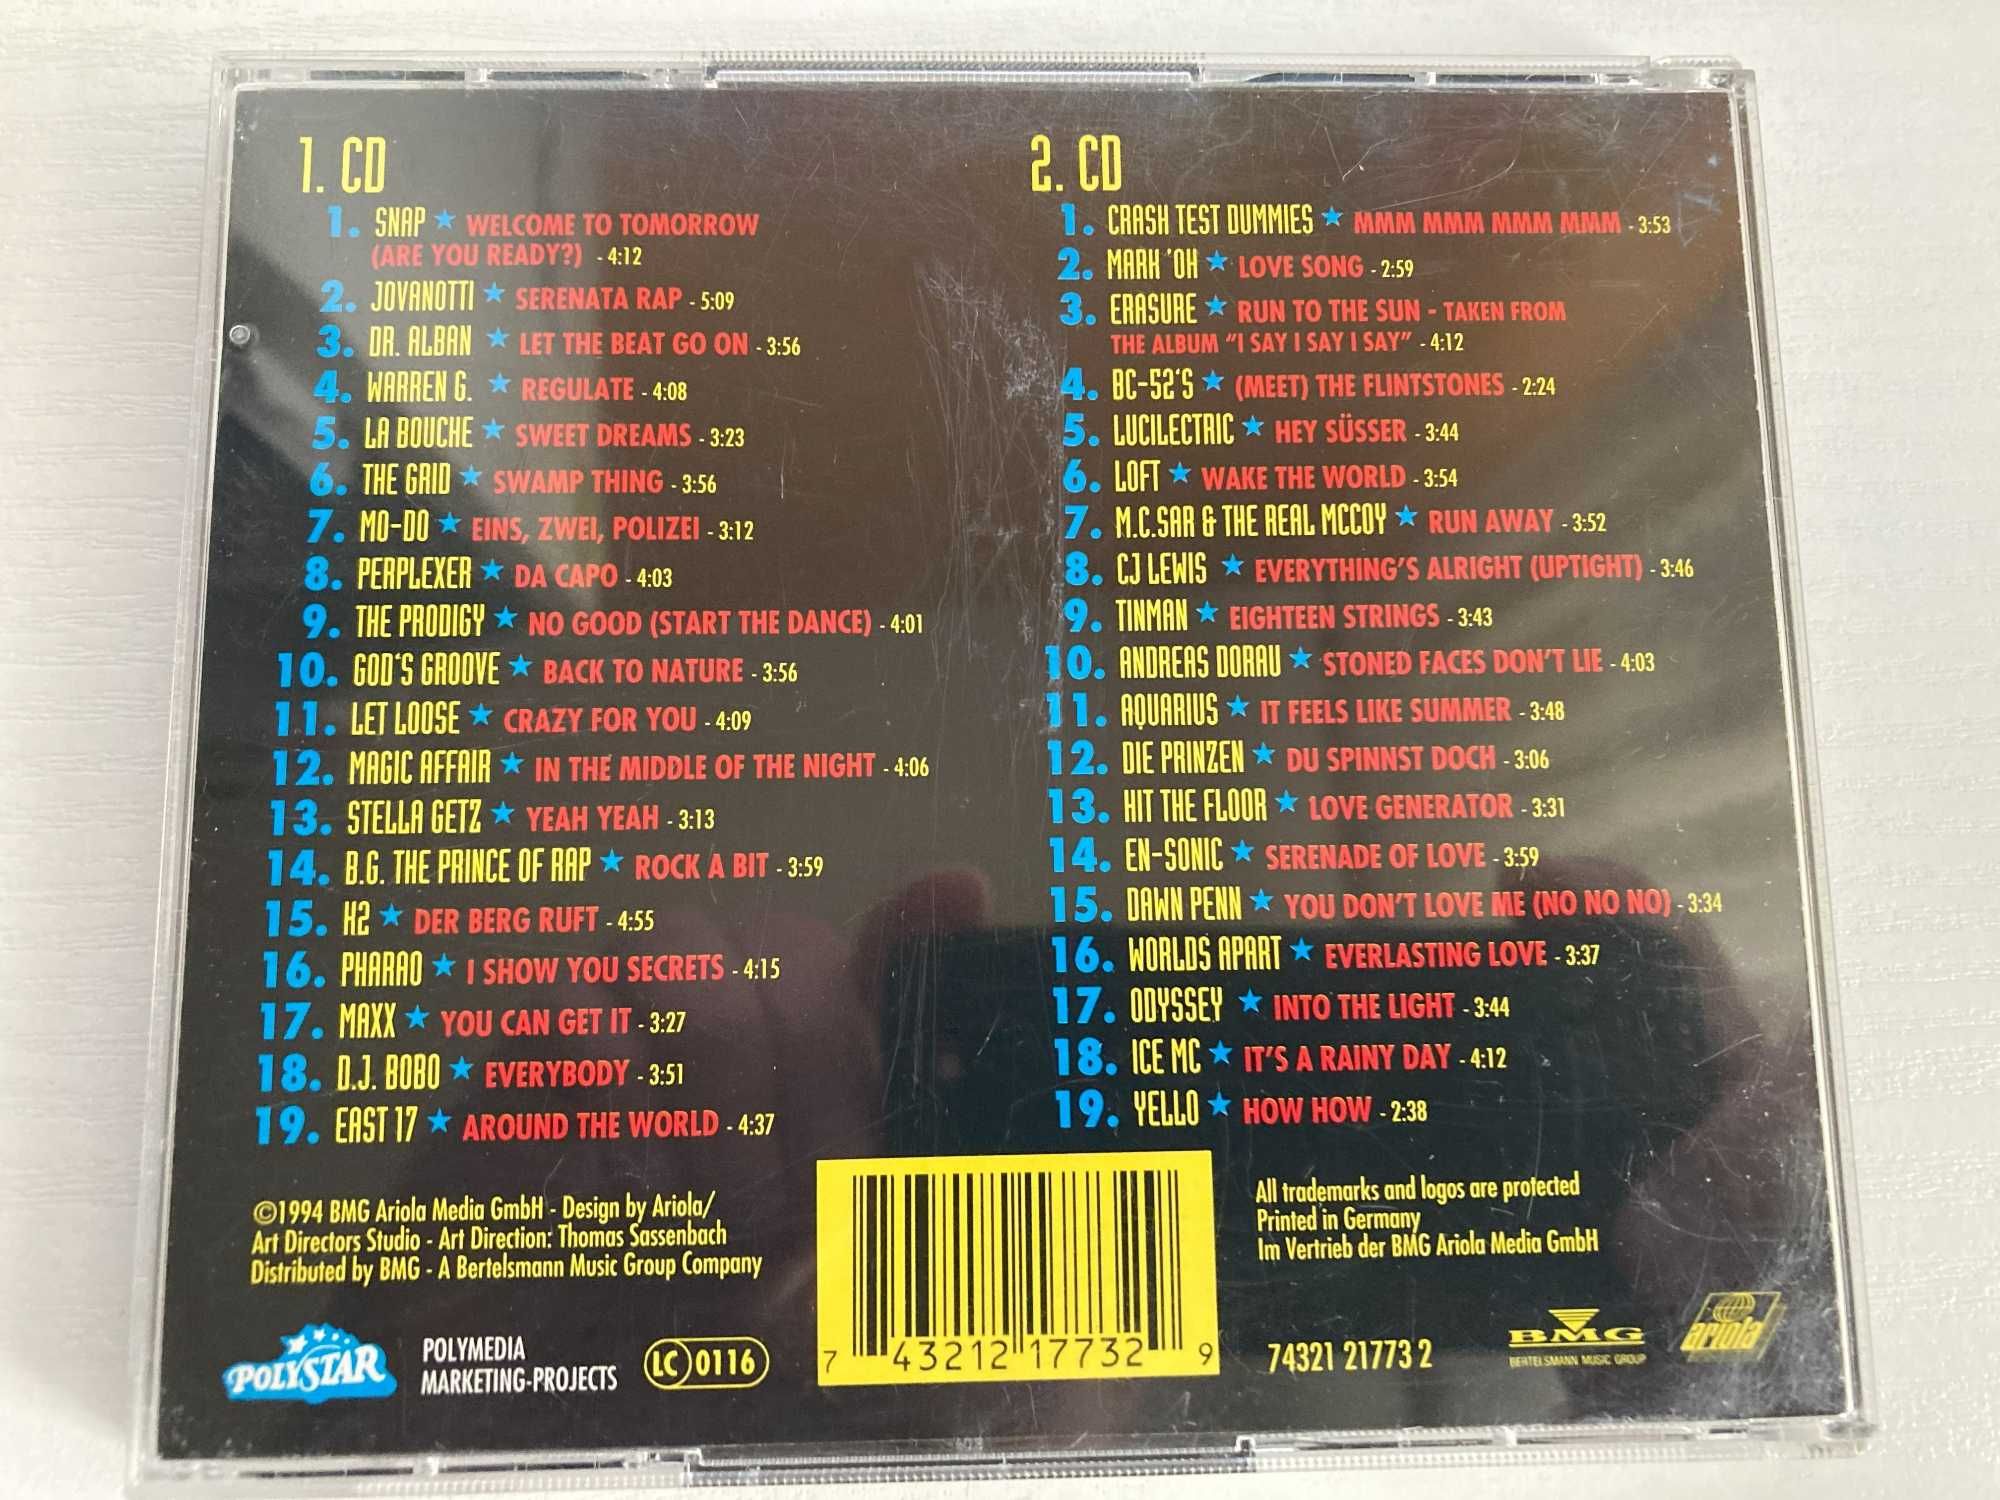 1. CD
1. SNAP ★ WELCOME TO TOMORROW
(ARE YOU READY?) - 4:12
2. JOVANOTTI ★ SERENATA RAP - 5:09
3. DR. ALBAN ★ LET THE BEAT GO ON - 3:56
4. WARREN G. ★ REGULATE - 4:08
5. LA BOUCHE ★ SWEET DREAMS - 3:23
6. THE GRID ★ SWAMP THING - 3:56
7. MO-DO ★ EINS, ZWEI, POLIZEI - 3:12
8. PERPLEXER ★ DA CAPO - 4:03
9. THE PRODIGY ★ NO GOOD (START THE DANCE) - 4:01
10. GOD'S GROOVE ★ BACK TO NATURE - 3:56
11. LET LOOSE ★ CRAZY FOR YOU - 4:09
12. MAGIC AFFAIR ★ IN THE MIDDLE OF THE NIGHT - 4:06
13. STELLA GETZ ★ YEAH YEAH - 3:13
14. B.G. THE PRINCE OF RAP ★ ROCK A BIT - 3:59
15. H2 ★ DER BERG RUFT - 4:55
16. PHARAO ★ I SHOW YOU SECRETS - 4:15
17. MAXX ★ YOU CAN GET IT - 3:27
18. D.J. BOBO ★ EVERYBODY - 3:51
19. EAST 17 ★ AROUND THE WORLD - 4:37
2. CD
1. CRASH TEST DUMMIES ★ MMM MMM MMM MMM - 3:53
2. MARK 'OH ★ LOVE SONG - 2:59
3. ERASURE ★ RUN TO THE SUN - TAKEN FROM
THE ALBUM "I SAY I SAY I SAY" - 4:12
4. BC-52'S ★ (MEET) THE FLINTSTONES - 2:24
5. LUCILECTRIC ★ HEY SÜSSER - 3:44
6. LOFT ★ WAKE THE WORLD - 3:54
7. M.C.SAR & THE REAL MCCOY ★ RUN AWAY - 3:52
8. CJ LEWIS ★ EVERYTHING'S ALRIGHT (UPTIGHT) - 3:46
9. TINMAN ★ EIGHTEEN STRINGS - 3:43
10. ANDREAS DORAU ★ STONED FACES DON'T LIE - 4:03
11. AQUARIUS ★ IT FEELS LIKE SUMMER - 3:48
12. DIE PRINZEN ★ DU SPINNST DOCH - 3:06
13. HIT THE FLOOR ★ LOVE GENERATOR - 3:31
14. EN-SONIC ★ SERENADE OF LOVE - 3:59
15. DAWN PENN ★ YOU DON'T LOVE ME (NO NO NO) - 3:34
16. WORLDS APART ★ EVERLASTING LOVE - 3:37
17. ODYSSEY ★ INTO THE LIGHT - 3:44
18. ICE MC ★ IT'S A RAINY DAY - 4:12
19. YELLO ★ HOW HOW - 2:38
©1994 BMG Ariola Media GmbH - Design by Ariola/
Art Directors Studio - Art Direction: Thomas Sassenbach
Distributed by BMG - A Bertelsmann Music Group Company
POLYSTAR
POLYMEDIA
MARKETING-PROJECTS
LC 0116
7 43212 17732 9
All trademarks and logos are protected
Printed in Germany
Im Vertrieb der BMG Ariola Media GmbH
74321 21773 2
BMG
BERTELSMANN MUSIC GROUP
ariola